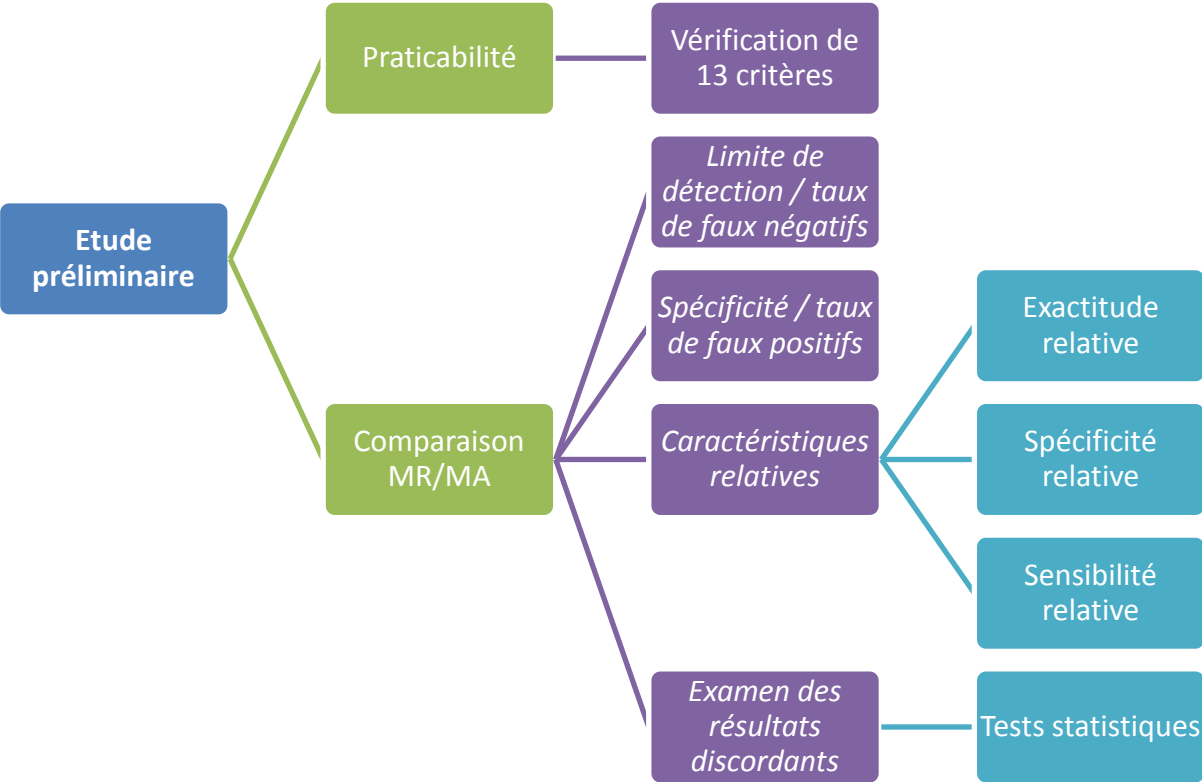 Etude
préliminaire
Praticabilité
Vérification de
13 critères
Comparaison
MR/MA
Limite de
détection / taux
de faux négatifs
Spécificité / taux
de faux positifs
Caractéristiques
relatives
Exactitude
relative
Spécificité
relative
Sensibilité
relative
Examen des
résultats
discordants
Tests statistiques